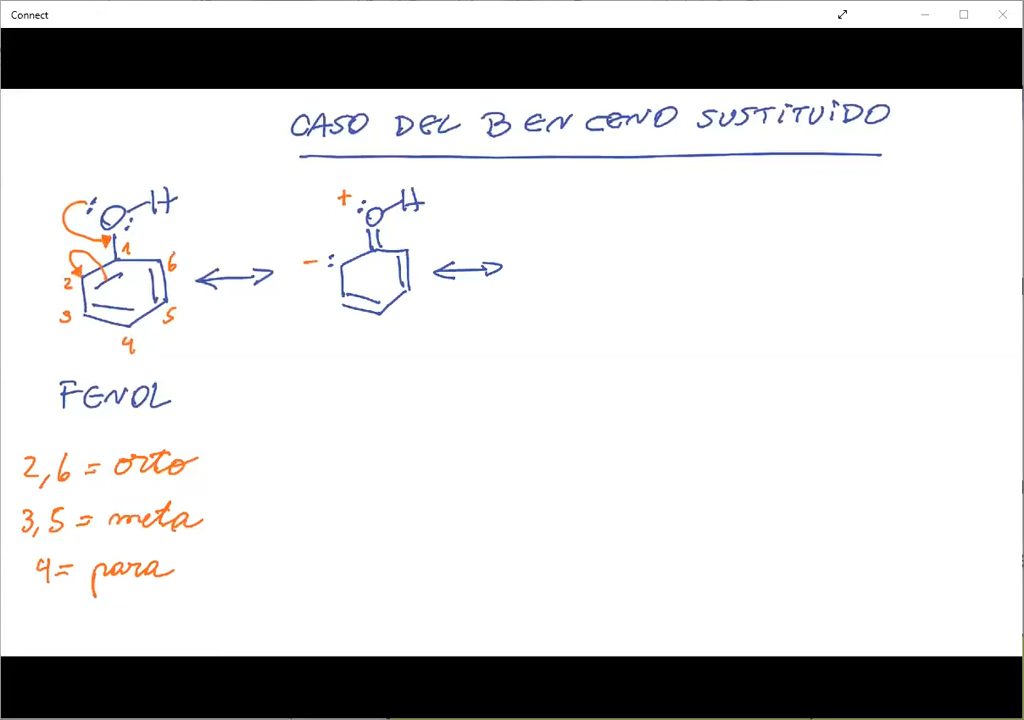 Connect
CASO DEL BENCENO SUSTITUIDO
:O-H
:
1
2
6
3
5
4
+ :O-H
- :
FENOL
2,6 = orto
3,5 = meta
4= para